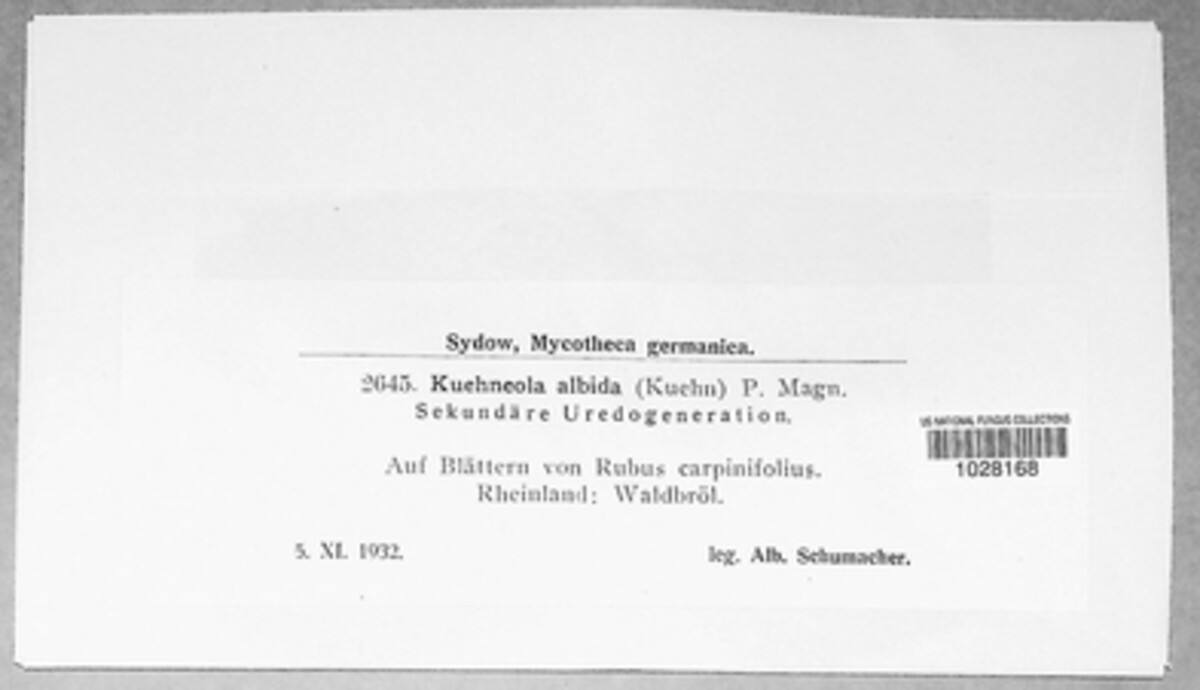 Sydow, Mycotheca germanica.
2645. Kuehneola albida (Kuehn) P. Magn.
Sekundäre Uredogeneration.
Auf Blättern von Rubus carpinifolius.
Rheinland: Waldbröl.
5. XI. 1932.
leg. Alb. Schumacher.
US NATIONAL FUNGUS COLLECTIONS
1028168